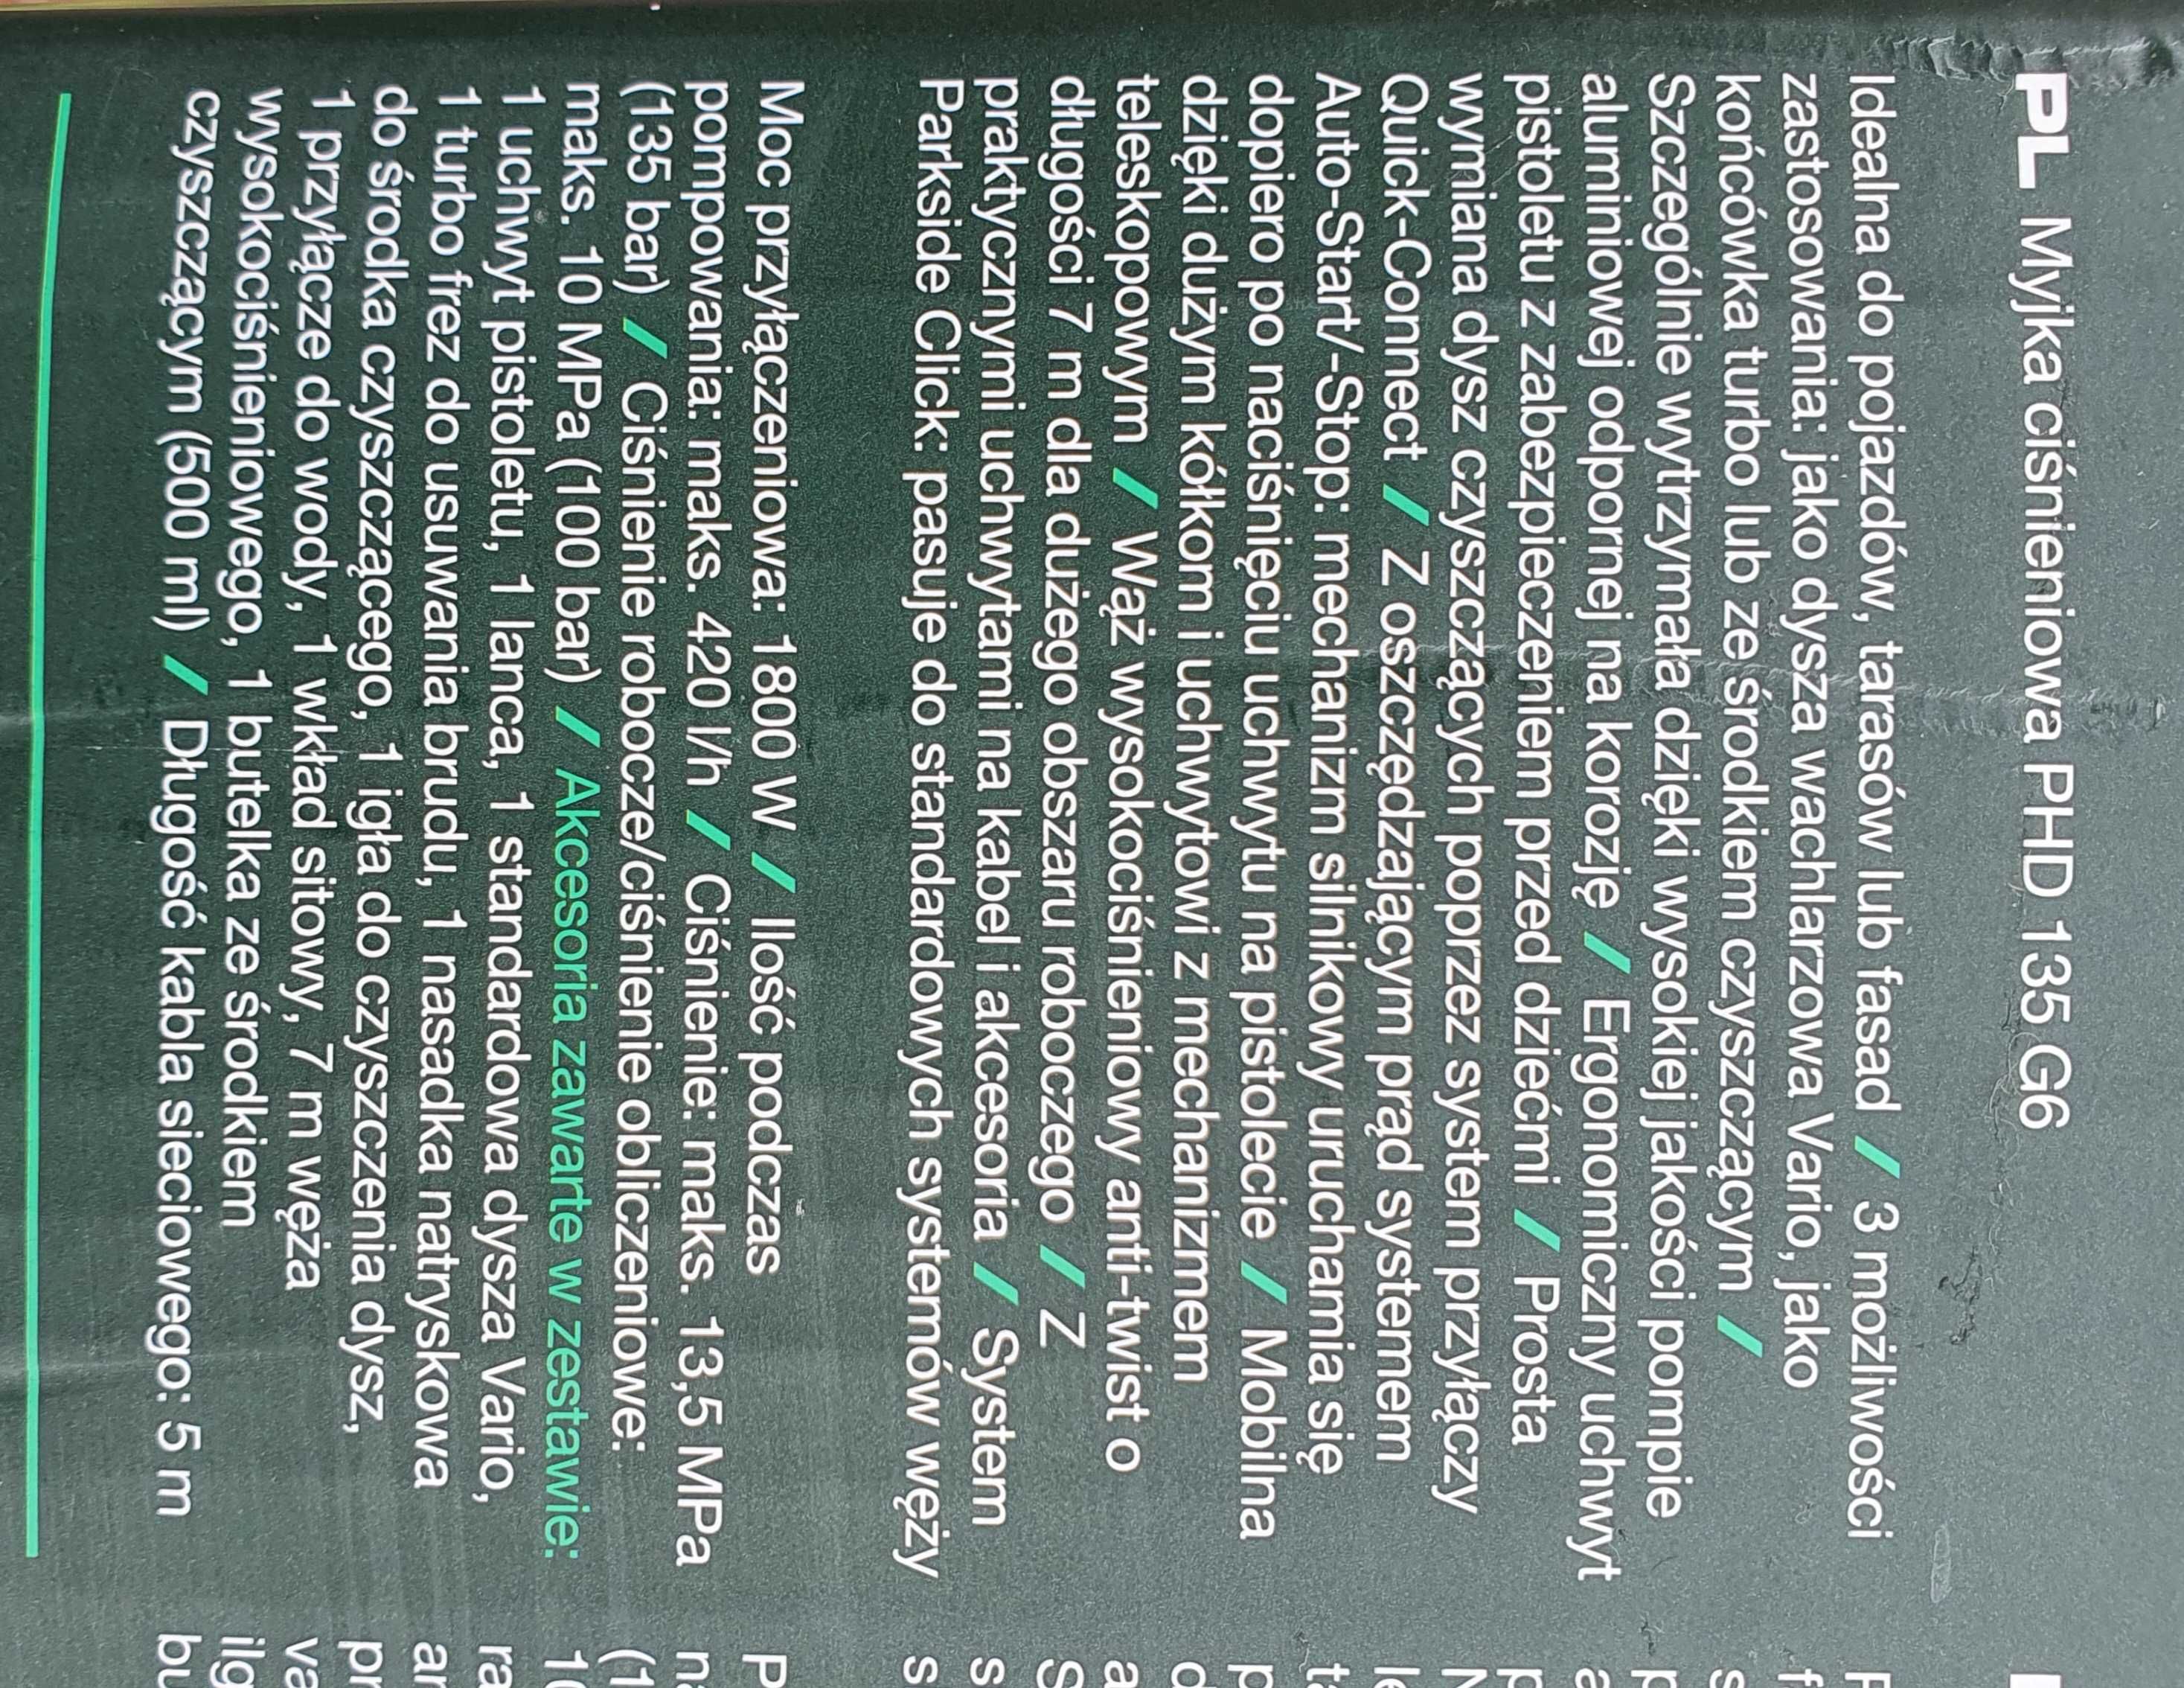 PL Myjka ciśnieniowa PHD 135 G6
Idealna do pojazdów, tarasów lub fasad / 3 możliwości
zastosowania: jako dysza wachlarzowa Vario, jako
końcówka turbo lub ze środkiem czyszczącym /
Szczególnie wytrzymała dzięki wysokiej jakości pompie
aluminiowej odpornej na korozję / Ergonomiczny uchwyt
pistoletu z zabezpieczeniem przed dziećmi / Prosta
wymiana dysz czyszczących poprzez system przyłączy
Quick-Connect / Z oszczędzającym prąd systemem
Auto-Start/-Stop: mechanizm silnikowy uruchamia się
dopiero po naciśnięciu uchwytu na pistolecie / Mobilna
dzięki dużym kółkom i uchwytowi z mechanizmem
teleskopowym / Wąż wysokociśnieniowy anti-twist o
długości 7 m dla dużego obszaru roboczego / Z
praktycznymi uchwytami na kabel i akcesoria / System
Parkside Click: pasuje do standardowych systemów węży
Moc przyłączeniowa: 1800 W / Ilość podczas
pompowania: maks. 420 l/h / Ciśnienie: maks. 13,5 MPa
(135 bar) / Ciśnienie robocze/ciśnienie obliczeniowe:
maks. 10 MPa (100 bar) / Akcesoria zawarte w zestawie:
1 uchwyt pistoletu, 1 lanca, 1 standardowa dysza Vario,
1 turbo frez do usuwania brudu, 1 nasadka natryskowa
do środka czyszczącego, 1 igła do czyszczenia dysz,
1 przyłącze do wody, 1 wkład sitowy, 7 m węża
wysokociśnieniowego, 1 butelka ze środkiem
czyszczącym (500 ml) / Długość kabla sieciowego: 5 m